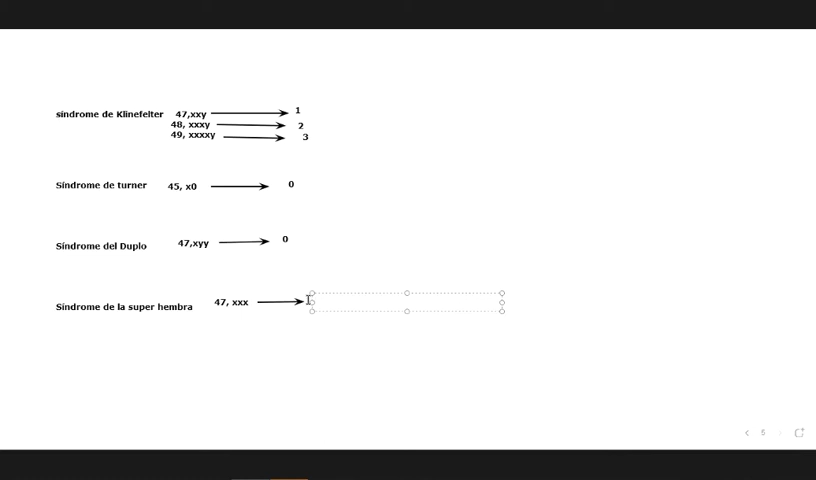 síndrome de Klinefelter 47,xxy 1
48, xxxy 2
49, xxxxy 3
Síndrome de turner 45, x0 0
Síndrome del Duplo 47,xyy 0
Síndrome de la super hembra 47, xxx
5